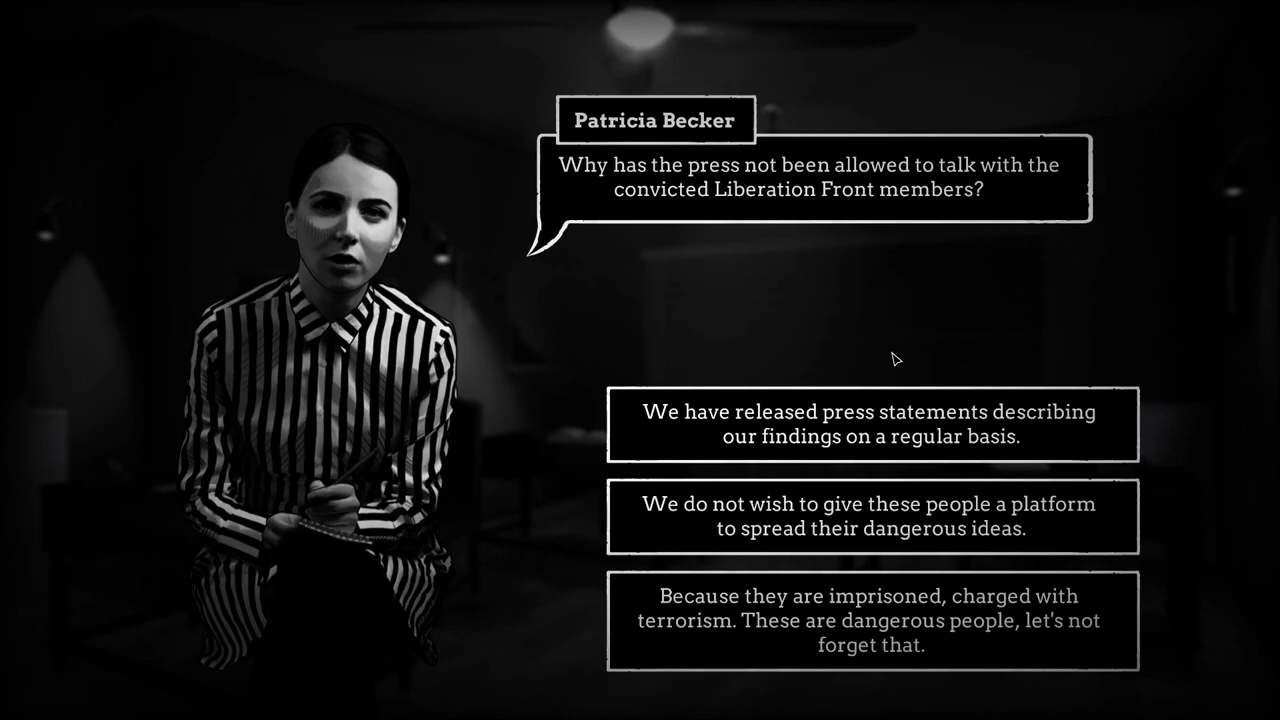 Patricia Becker
Why has the press not been allowed to talk with the
convicted Liberation Front members?
We have released press statements describing
our findings on a regular basis.
We do not wish to give these people a platform
to spread their dangerous ideas.
Because they are imprisoned, charged with
terrorism. These are dangerous people, let's not
forget that.